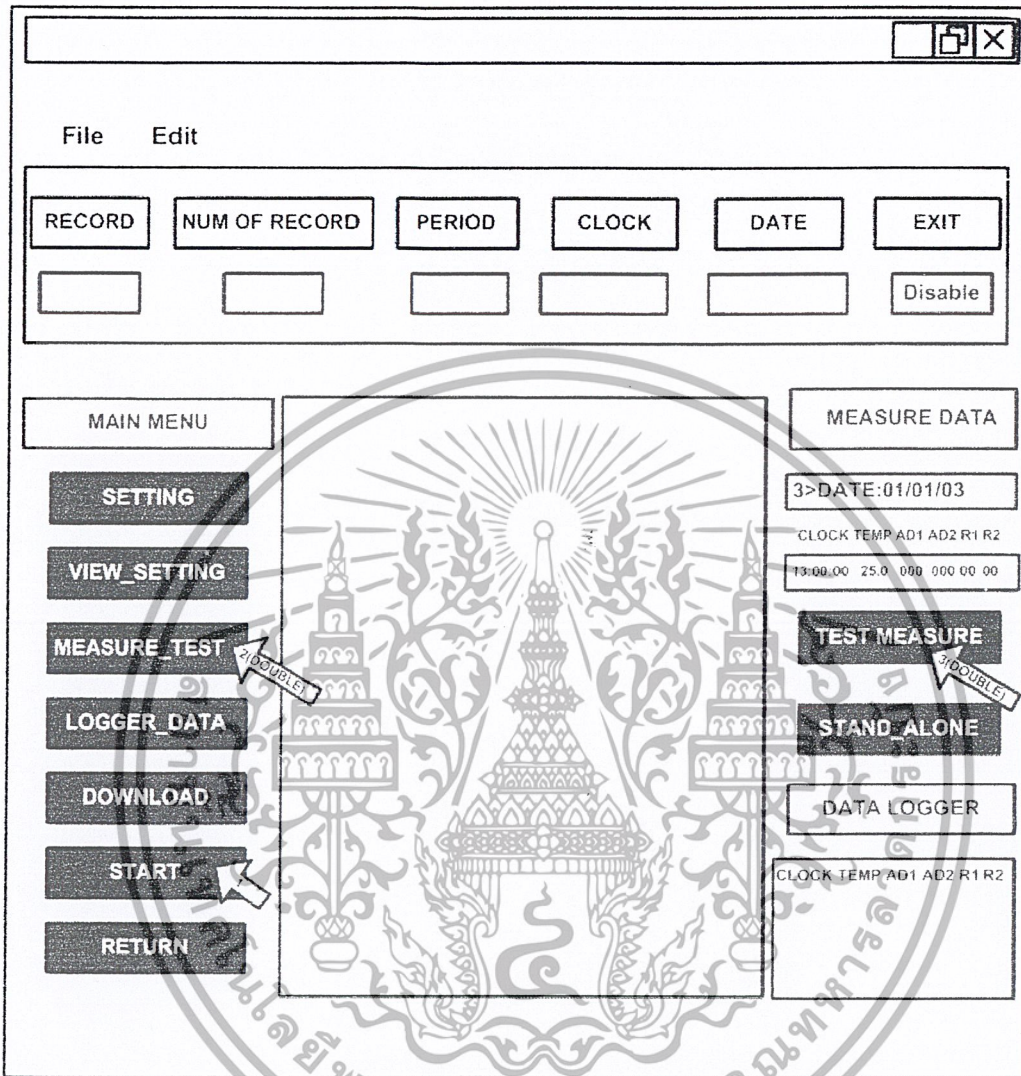 File Edit
RECORD NUM OF RECORD PERIOD CLOCK DATE EXIT
Disable
MAIN MENU
SETTING
VIEW_SETTING
MEASURE_TEST
2(DOUBLE)
LOGGER_DATA
DOWNLOAD
START
1
RETURN
MEASURE DATA
3>DATE:01/01/03
CLOCK TEMP AD1 AD2 R1 R2
13:00:00 25.0 000 000 00 00
TEST MEASURE
3(DOUBLE)
STAND_ALONE
DATA LOGGER
CLOCK TEMP AD1 AD2 R1 R2